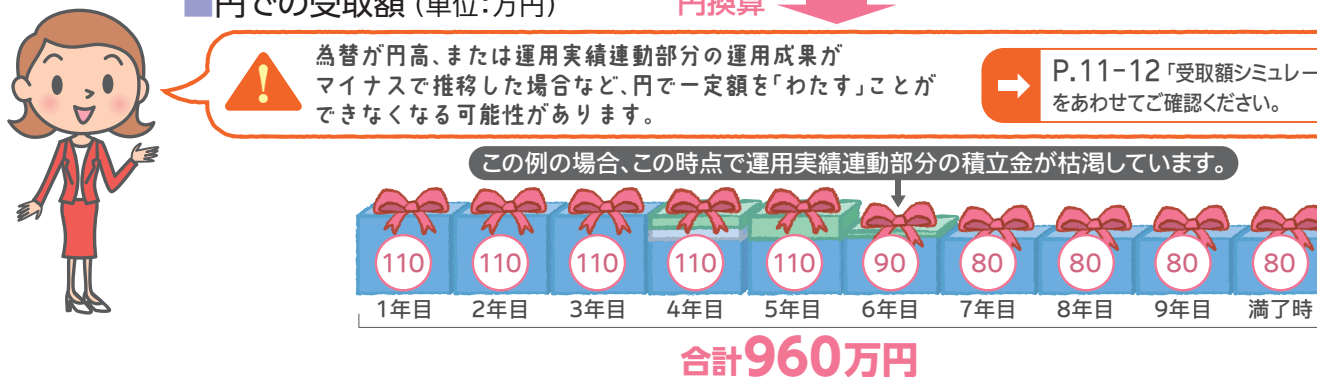 ■円での受取額（単位：万円）
円換算
為替が円高、または運用実績連動部分の運用成果が
マイナスで推移した場合など、円で一定額を「わたす」ことが
できなくなる可能性があります。
P.11-12「受取額シミュレー
をあわせてご確認ください。
この例の場合、この時点で運用実績連動部分の積立金が枯渇しています。
110 110 110 110 110 90 80 80 80 80
1年目 2年目 3年目 4年目 5年目 6年目 7年目 8年目 9年目 満了時
合計960万円